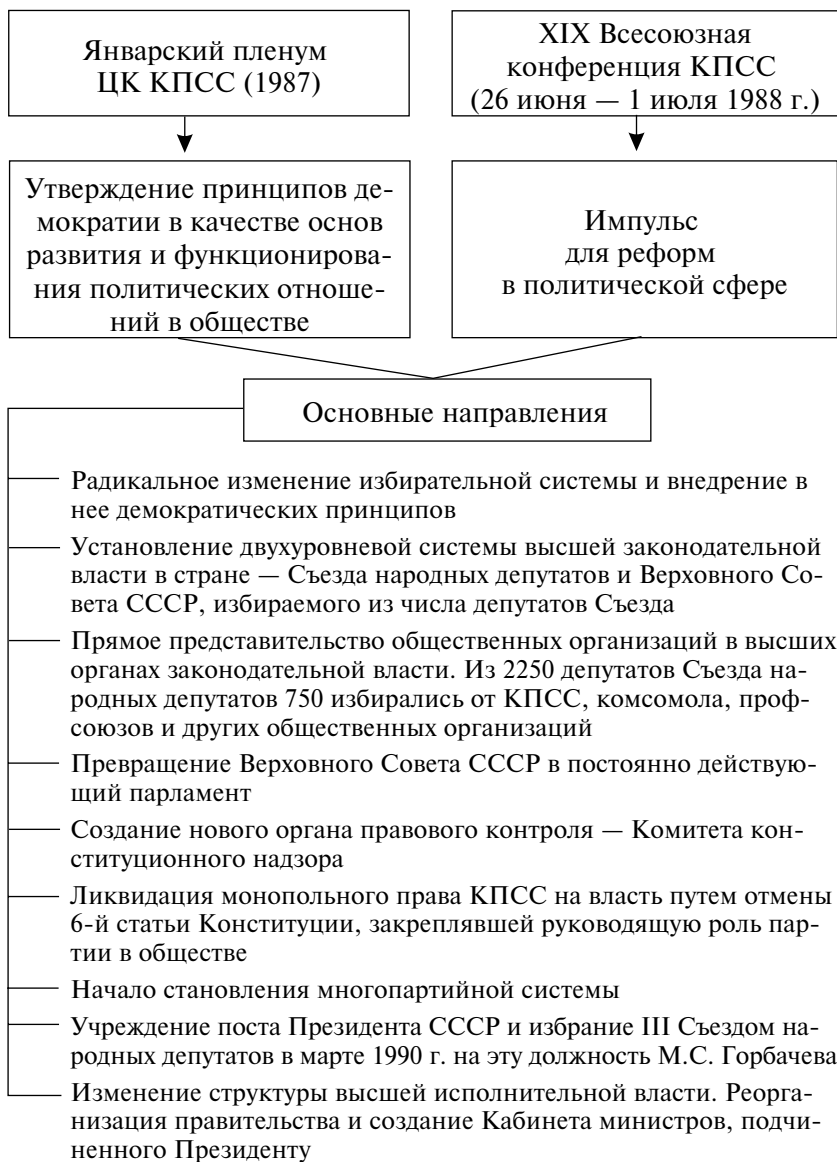 Январский пленум
ЦК КПСС (1987)
XIX Всесоюзная
конференция КПСС
(26 июня — 1 июля 1988 г.)
Утверждение принципов де-
мократии в качестве основ
развития и функционирова-
ния политических отноше-
ний в обществе
Импульс
для реформ
в политической сфере
Основные направления
Радикальное изменение избирательной системы и внедрение в
нее демократических принципов
Установление двухуровневой системы высшей законодательной
власти в стране — Съезда народных депутатов и Верховного Со-
вета СССР, избираемого из числа депутатов Съезда
Прямое представительство общественных организаций в высших
органах законодательной власти. Из 2250 депутатов Съезда на-
родных депутатов 750 избирались от КПСС, комсомола, проф-
союзов и других общественных организаций
Превращение Верховного Совета СССР в постоянно действую-
щий парламент
Создание нового органа правового контроля — Комитета кон-
ституционного надзора
Ликвидация монопольного права КПСС на власть путем отмены
6-й статьи Конституции, закреплявшей руководящую роль пар-
тии в обществе
Начало становления многопартийной системы
Учреждение поста Президента СССР и избрание III Съездом на-
родных депутатов в марте 1990 г. на эту должность М.С. Горбачева
Изменение структуры высшей исполнительной власти. Реорга-
низация правительства и создание Кабинета министров, подчи-
ненного Президенту